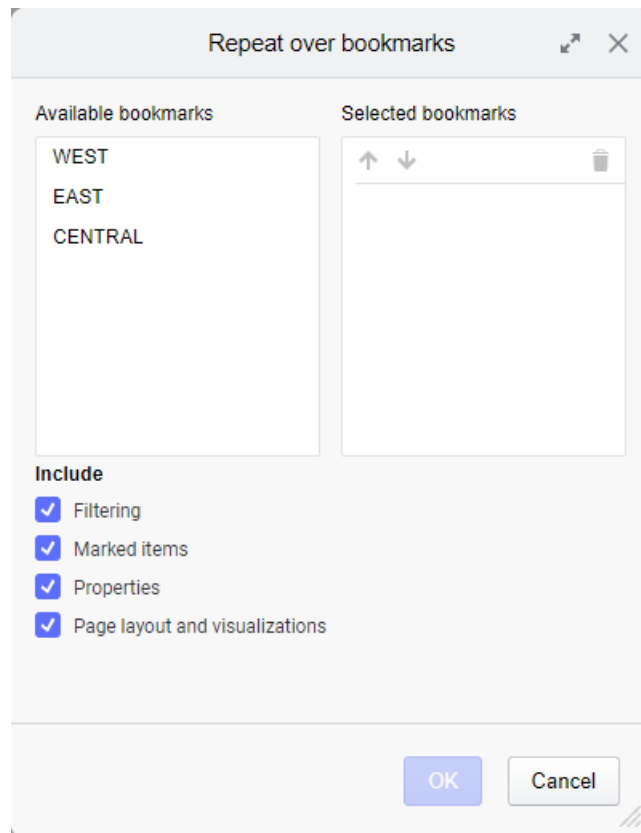 Repeat over bookmarks
Available bookmarks
Selected bookmarks
WEST
EAST
CENTRAL
Include
Filtering
Marked items
Properties
Page layout and visualizations
OK
Cancel